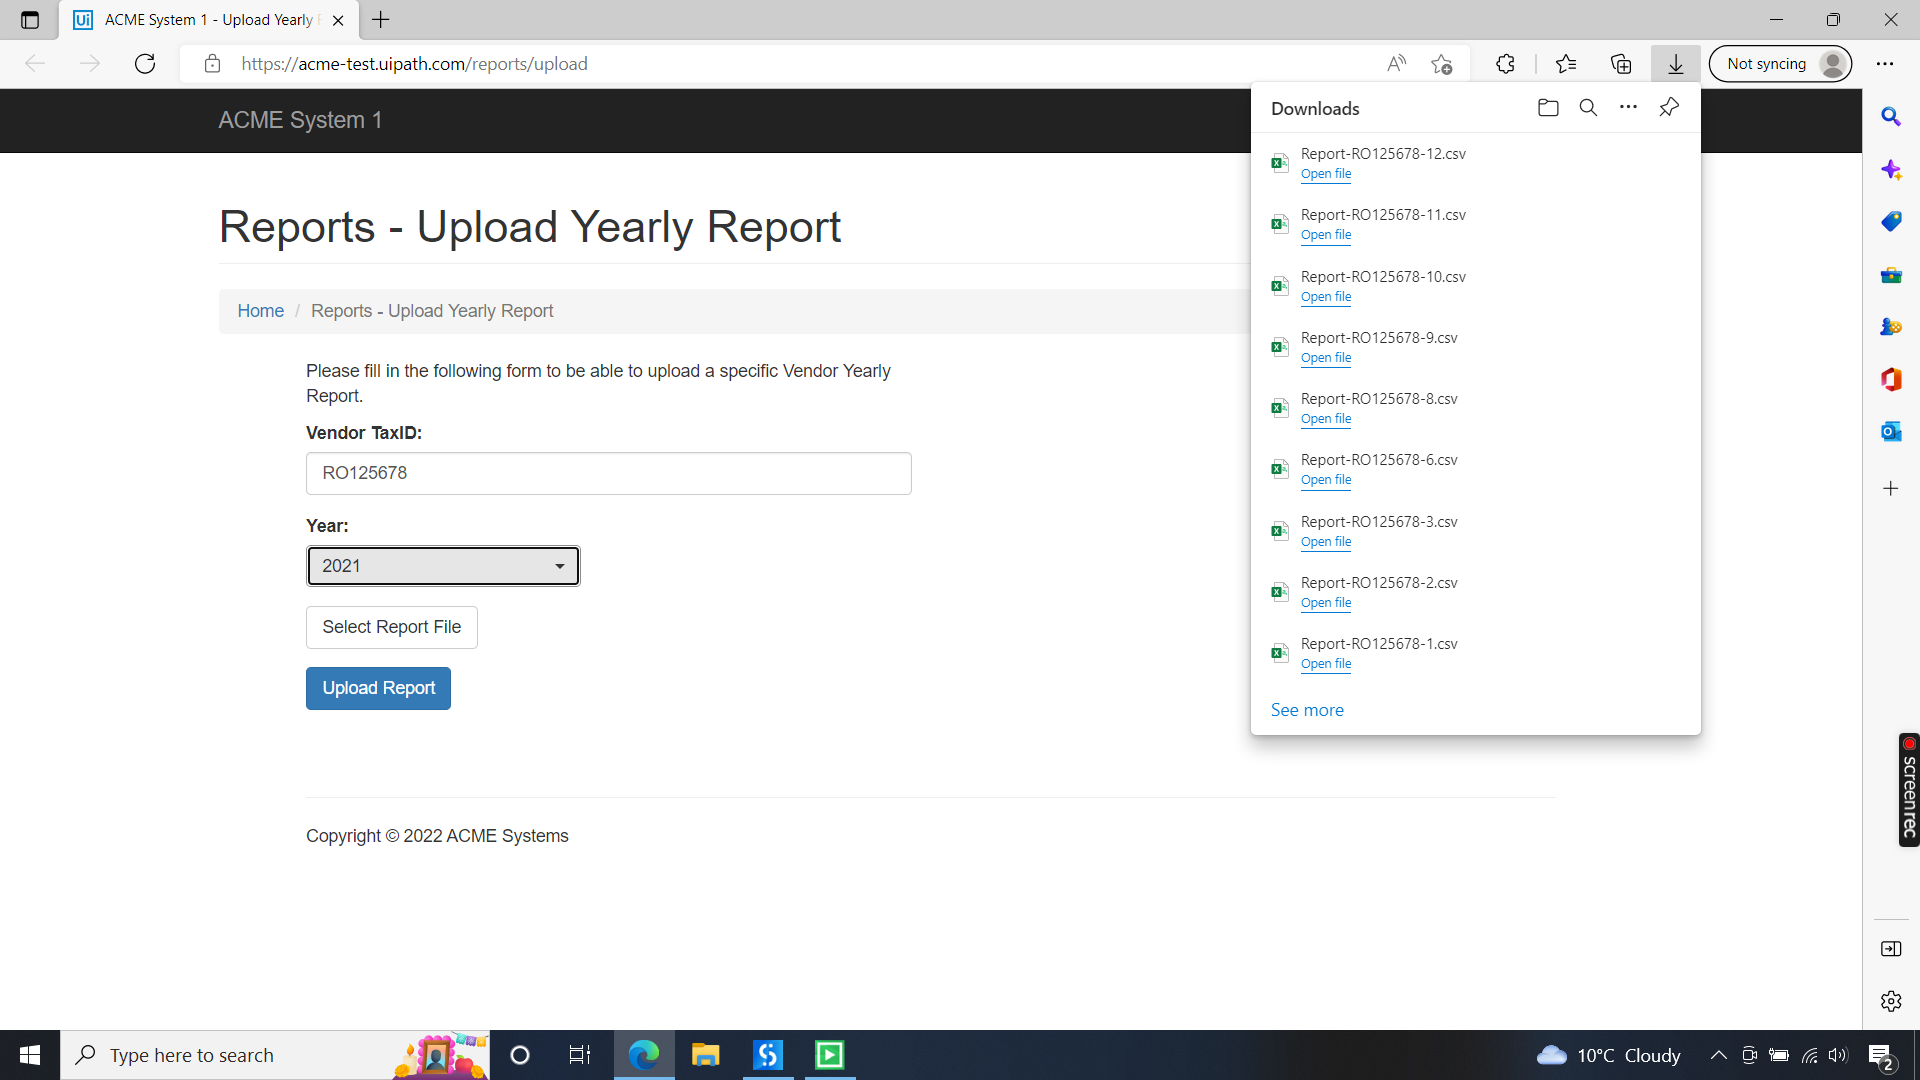 ACME System 1 - Upload Yearly
https://acme-test.uipath.com/reports/upload
Not syncing
ACME System 1
Downloads
Report-RO125678-12.csv
Open file
Report-RO125678-11.csv
Open file
Report-RO125678-10.csv
Open file
Report-RO125678-9.csv
Open file
Report-RO125678-8.csv
Open file
Report-RO125678-6.csv
Open file
Report-RO125678-3.csv
Open file
Report-RO125678-2.csv
Open file
Report-RO125678-1.csv
Open file
See more
Reports - Upload Yearly Report
Home / Reports - Upload Yearly Report
Please fill in the following form to be able to upload a specific Vendor Yearly
Report.
Vendor TaxID:
RO125678
Year:
2021
Select Report File
Upload Report
Copyright © 2022 ACME Systems
screenrec
Type here to search
10°C Cloudy
2